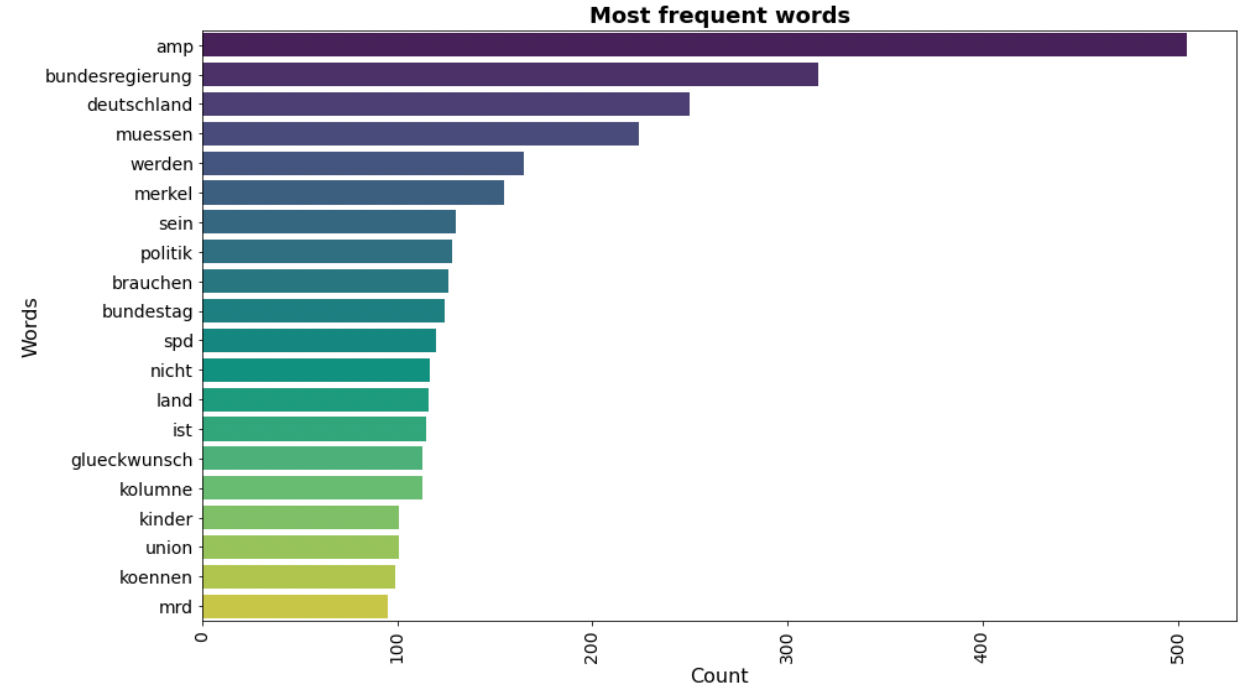 Most frequent words
amp
bundesregierung
deutschland
muessen
werden
merkel
sein
politik
brauchen
bundestag
spd
nicht
land
ist
glueckwunsch
kolumne
kinder
union
koennen
mrd
Words
0 100 200 300 400 500
Count